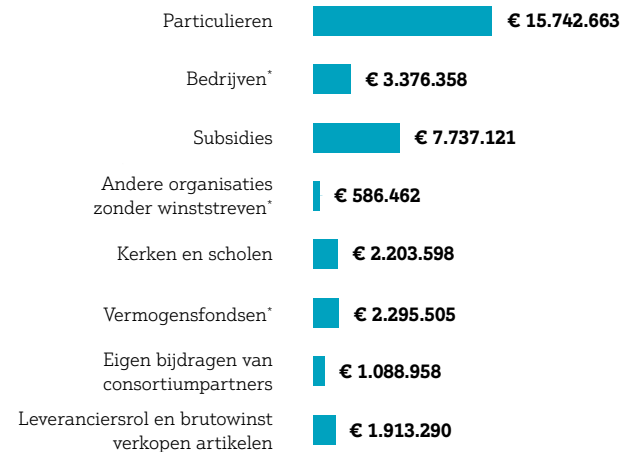 Particulieren € 15.742.663
Bedrijven* € 3.376.358
Subsidies € 7.737.121
Andere organisaties
zonder winststreven* € 586.462
Kerken en scholen € 2.203.598
Vermogensfondsen* € 2.295.505
Eigen bijdragen van
consortiumpartners € 1.088.958
Leveranciersrol en brutowinst
verkopen artikelen € 1.913.290